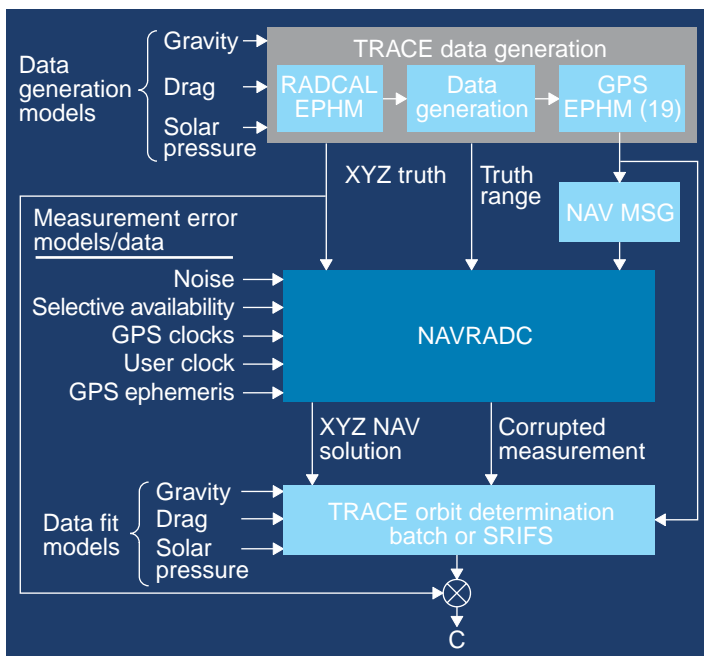 Gravity
Drag
Solar
pressure
Data
generation
models
TRACE data generation
RADCAL
EPHM
Data
generation
GPS
EPHM (19)
XYZ truth
Truth
range
NAV MSG
Measurement error
models/data
Noise
Selective availability
GPS clocks
User clock
GPS ephemeris
NAVRADC
XYZ NAV
solution
Corrupted
measurement
Data fit
models
Gravity
Drag
Solar
pressure
TRACE orbit determination
batch or SRIFS
C